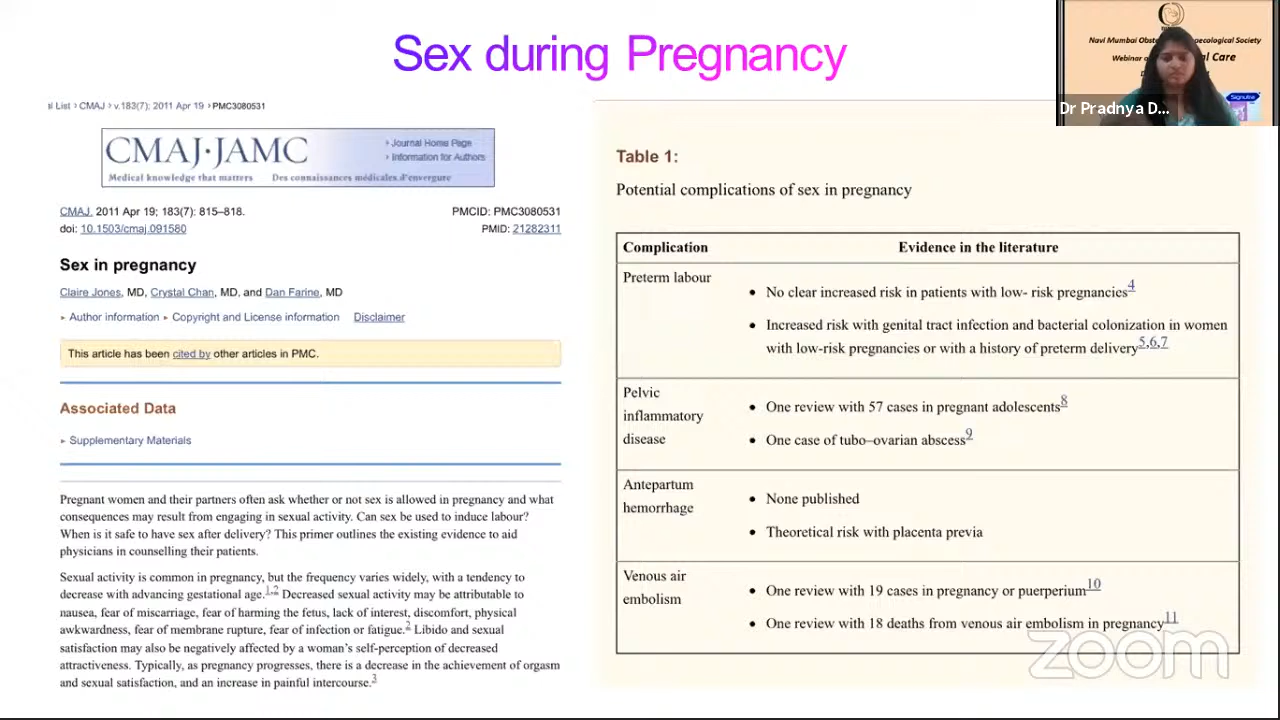 Sex during Pregnancy
al List › CMAJ › v.183(7); 2011 Apr 19 › PMC3080531
CMAJ·JAMC
› Journal Home Page
› Information for Authors
Medical knowledge that matters Des connaissances médicales d'envergure
CMAJ. 2011 Apr 19; 183(7): 815–818.
PMCID: PMC3080531
doi: 10.1503/cmaj.091580
PMID: 21282311
Sex in pregnancy
Claire Jones, MD, Crystal Chan, MD, and Dan Farine, MD
▸ Author information ▸ Copyright and License information Disclaimer
This article has been cited by other articles in PMC.
Associated Data
▸ Supplementary Materials
Pregnant women and their partners often ask whether or not sex is allowed in pregnancy and what
consequences may result from engaging in sexual activity. Can sex be used to induce labour?
When is it safe to have sex after delivery? This primer outlines the existing evidence to aid
physicians in counselling their patients.
Sexual activity is common in pregnancy, but the frequency varies widely, with a tendency to
decrease with advancing gestational age.1,2 Decreased sexual activity may be attributable to
nausea, fear of miscarriage, fear of harming the fetus, lack of interest, discomfort, physical
awkwardness, fear of membrane rupture, fear of infection or fatigue.2 Libido and sexual
satisfaction may also be negatively affected by a woman's self-perception of decreased
attractiveness. Typically, as pregnancy progresses, there is a decrease in the achievement of orgasm
and sexual satisfaction, and an increase in painful intercourse.3
Table 1:
Potential complications of sex in pregnancy
Complication Evidence in the literature
Preterm labour
• No clear increased risk in patients with low- risk pregnancies4
• Increased risk with genital tract infection and bacterial colonization in women
with low-risk pregnancies or with a history of preterm delivery5,6,7
Pelvic
inflammatory
disease
• One review with 57 cases in pregnant adolescents8
• One case of tubo–ovarian abscess9
Antepartum
hemorrhage
• None published
• Theoretical risk with placenta previa
Venous air
embolism
• One review with 19 cases in pregnancy or puerperium10
• One review with 18 deaths from venous air embolism in pregnancy11
zoom
Navi Mumbai Obste aecological Society
Webinar al Care
Signutra
Dr Pradnya D...